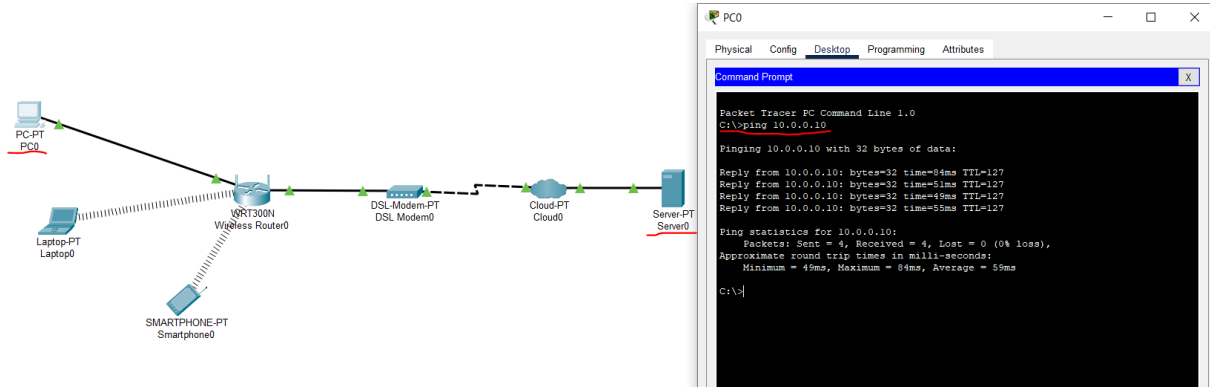 PC-PT
PC0
Laptop-PT
Laptop0
SMARTPHONE-PT
Smartphone0
WRT300N
Wireless Router0
DSL-Modem-PT
DSL Modem0
Cloud-PT
Cloud0
Server-PT
Server0
PC0
Physical Config Desktop Programming Attributes
Command Prompt
X
Packet Tracer PC Command Line 1.0
C:\>ping 10.0.0.10
Pinging 10.0.0.10 with 32 bytes of data:
Reply from 10.0.0.10: bytes=32 time=84ms TTL=127
Reply from 10.0.0.10: bytes=32 time=51ms TTL=127
Reply from 10.0.0.10: bytes=32 time=49ms TTL=127
Reply from 10.0.0.10: bytes=32 time=55ms TTL=127
Ping statistics for 10.0.0.10:
Packets: Sent = 4, Received = 4, Lost = 0 (0% loss),
Approximate round trip times in milli-seconds:
Minimum = 49ms, Maximum = 84ms, Average = 59ms
C:\>